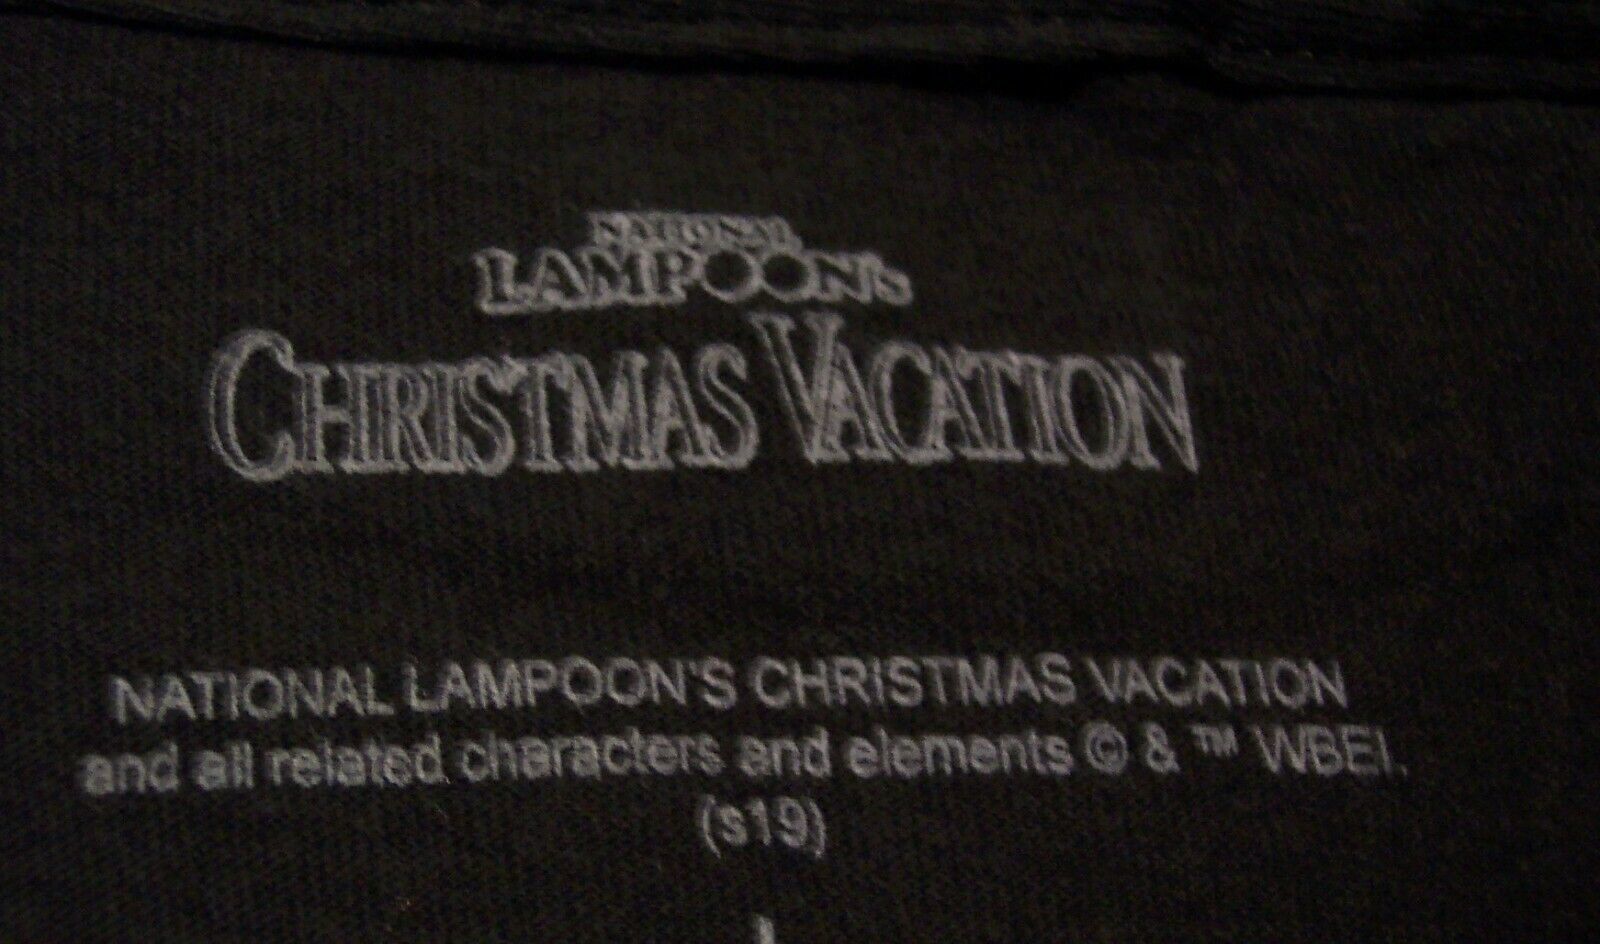 NATIONAL
LAMPOON'S
CHRISTMAS VACATION
NATIONAL LAMPOON'S CHRISTMAS VACATION
and all related characters and elements © & ™ WBEI.
(s19)